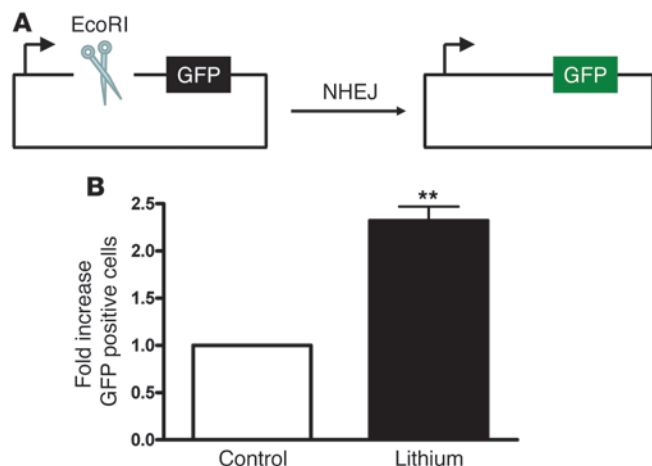 A
EcoRI
GFP
NHEJ
GFP
B
Fold increase
GFP positive cells
2.5
2.0
1.5
1.0
0.5
0.0
**
Control
Lithium